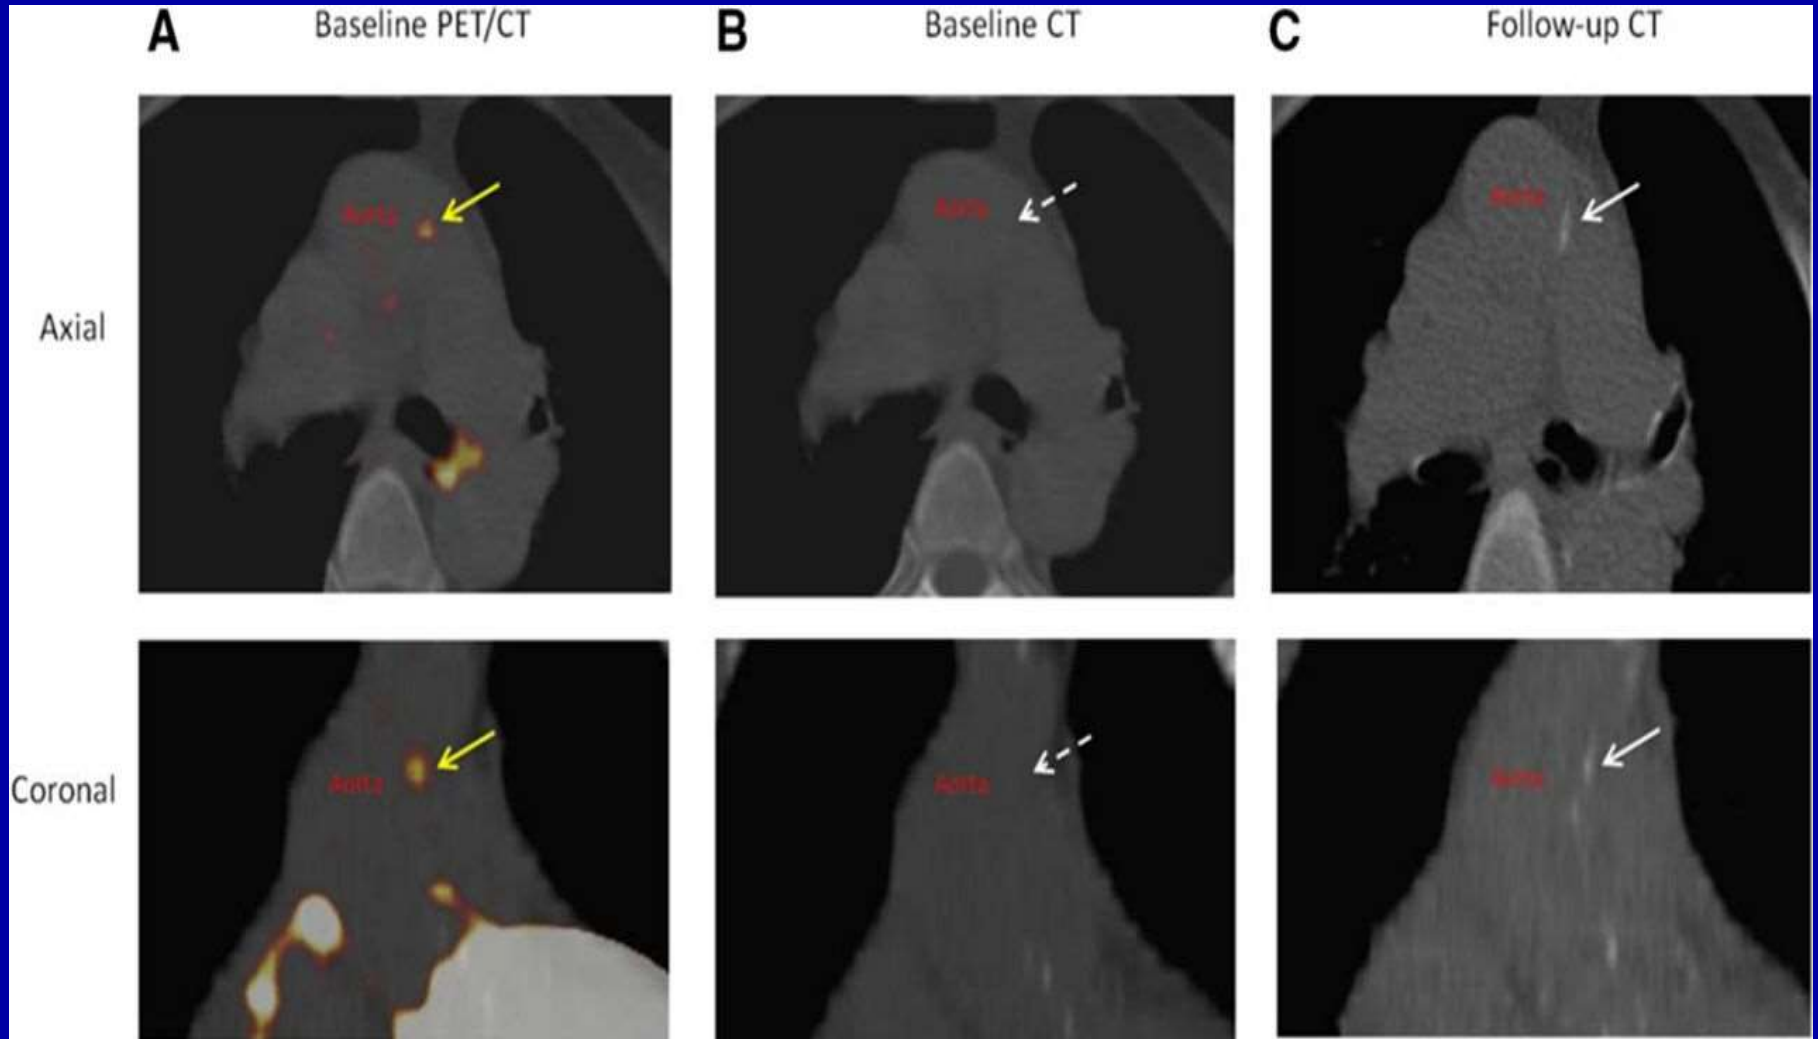 A Baseline PET/CT
B Baseline CT
C Follow-up CT
Axial
Aorta
Aorta
Aorta
Coronal
Aorta
Aorta
Aorta